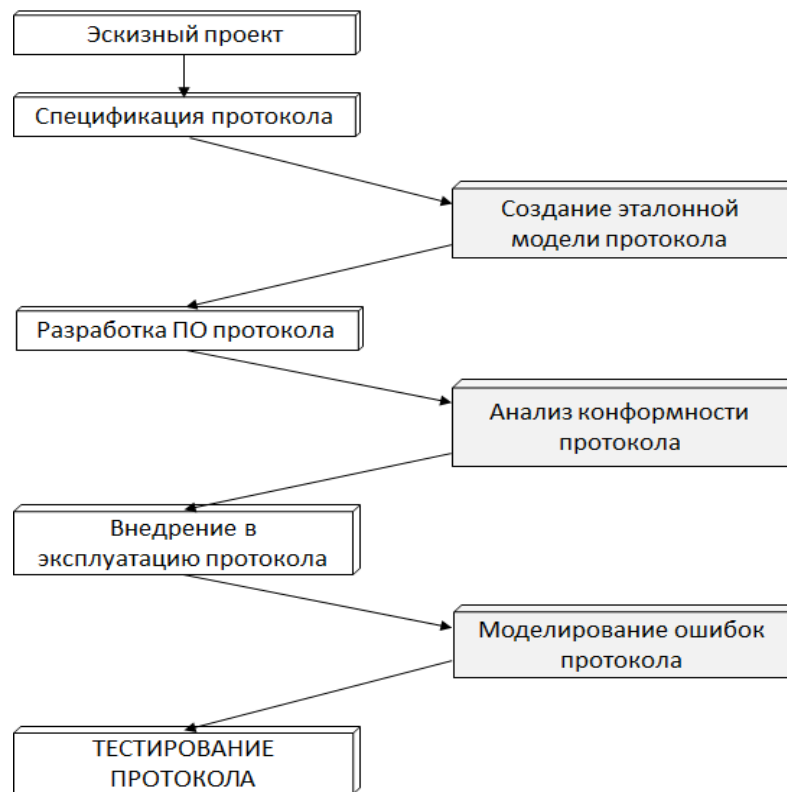 Эскизный проект
Спецификация протокола
Создание эталонной
модели протокола
Разработка ПО протокола
Анализ конформности
протокола
Внедрение в
эксплуатацию протокола
Моделирование ошибок
протокола
ТЕСТИРОВАНИЕ
ПРОТОКОЛА